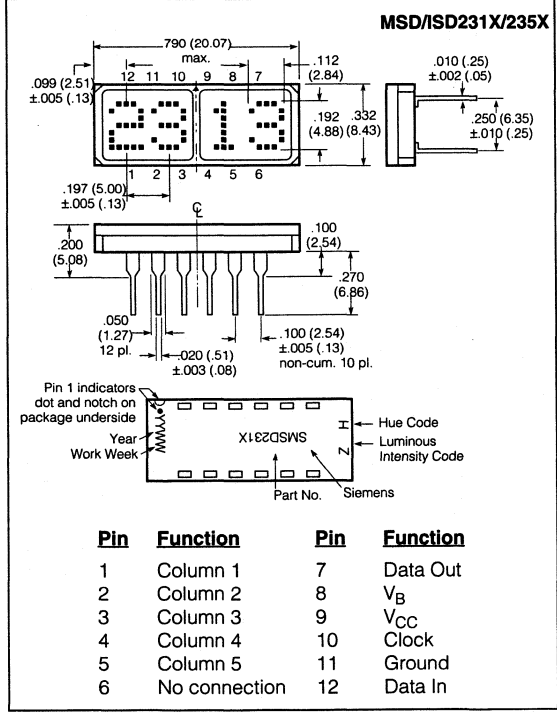 MSD/ISD231X/235X
.790 (20.07)
max.
.112
(2.84)
.010 (.25)
±.002 (.05)
.099 (2.51)
±.005 (.13)
12 11 10 9 8 7
2313
.192
(4.88)
.332
(8.43)
.250 (6.35)
±.010 (.25)
1 2 3 4 5 6
.197 (5.00)
±.005 (.13)
℄
.200
(5.08)
.100
(2.54)
.270
(6.86)
.050
(1.27)
12 pl.
.020 (.51)
±.003 (.08)
.100 (2.54)
±.005 (.13)
non-cum. 10 pl.
Pin 1 indicators
dot and notch on
package underside
Year
Work Week
YYWW
SMSD231X
H
Z
Hue Code
Luminous
Intensity Code
Part No.
Siemens
Pin Function Pin Function
1 Column 1 7 Data Out
2 Column 2 8 VB
3 Column 3 9 VCC
4 Column 4 10 Clock
5 Column 5 11 Ground
6 No connection 12 Data In